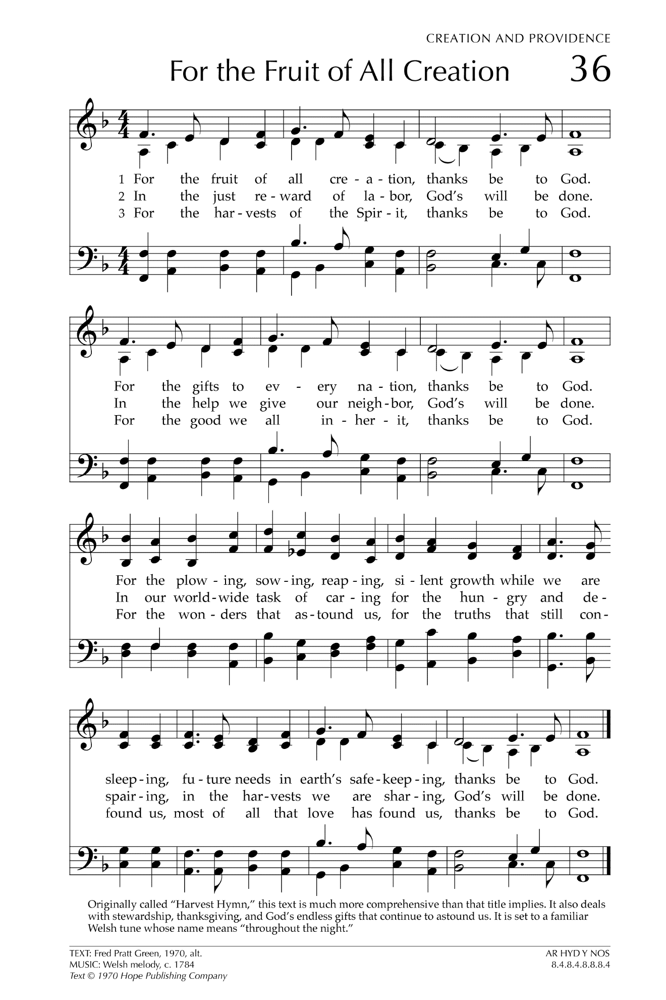 CREATION AND PROVIDENCE
For the Fruit of All Creation 36
1 For the fruit of all cre - a - tion, thanks be to God.
2 In the just re - ward of la - bor, God's will be done.
3 For the har - vests of the Spir - it, thanks be to God.
For the gifts to ev - ery na - tion, thanks be to God.
In the help we give our neigh - bor, God's will be done.
For the good we all in - her - it, thanks be to God.
For the plow - ing, sow - ing, reap - ing, si - lent growth while we are
In our world - wide task of car - ing for the hun - gry and de -
For the won - ders that as - tound us, for the truths that still con -
sleep - ing, fu - ture needs in earth's safe - keep - ing, thanks be to God.
spair - ing, in the har - vests we are shar - ing, God's will be done.
found us, most of all that love has found us, thanks be to God.
Originally called “Harvest Hymn,” this text is much more comprehensive than that title implies. It also deals
with stewardship, thanksgiving, and God's endless gifts that continue to astound us. It is set to a familiar
Welsh tune whose name means “throughout the night.”
TEXT: Fred Pratt Green, 1970, alt. AR HYD Y NOS
MUSIC: Welsh melody, c. 1784 8.4.8.4.8.8.8.4
Text © 1970 Hope Publishing Company